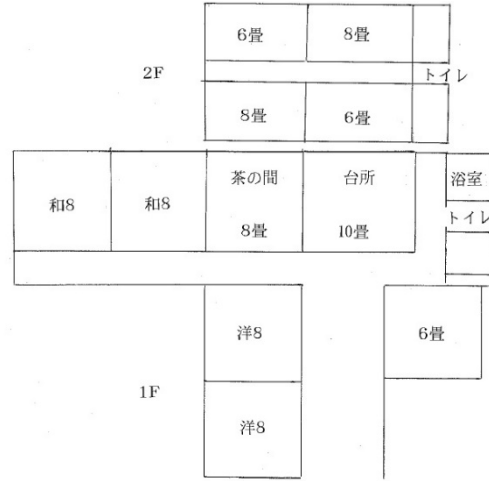 6畳 8畳
2F トイレ
8畳 6畳
茶の間 台所 浴室
和8 和8 トイレ
8畳 10畳
洋8 6畳
1F
洋8